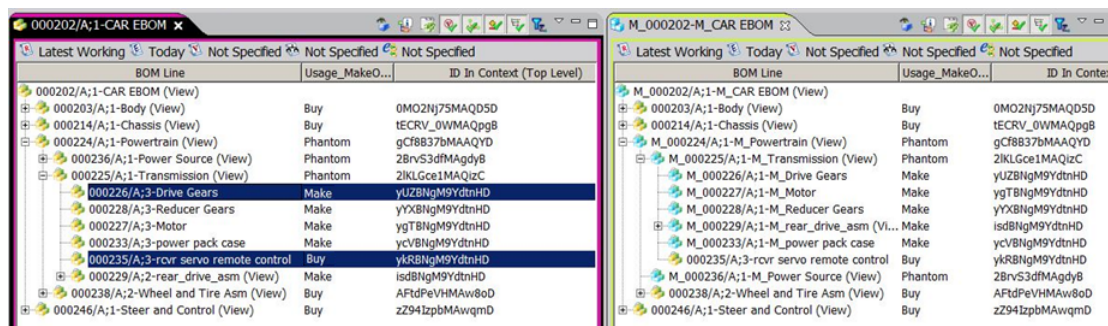 000202/A;1-CAR EBOM
Latest Working Today Not Specified Not Specified Not Specified
BOM Line Usage_MakeO... ID In Context (Top Level)
000202/A;1-CAR EBOM (View)
000203/A;1-Body (View) Buy 0MO2Nj75MAQD5D
000214/A;1-Chassis (View) Buy tECRV_0WMAQpgB
000224/A;1-Powertrain (View) Phantom gCf8B37bMAAQYD
000236/A;1-Power Source (View) Phantom 2BrvS3dfMAgdyB
000225/A;1-Transmission (View) Phantom 2lKLGce1MAQizC
000226/A;3-Drive Gears Make yUZBNgM9YdtnHD
000228/A;3-Reducer Gears Make yYXBNgM9YdtnHD
000227/A;3-Motor Make ygTBNgM9YdtnHD
000233/A;3-power pack case Make ycVBNgM9YdtnHD
000235/A;3-rcvr servo remote control Buy ykRBNgM9YdtnHD
000229/A;2-rear_drive_asm (View) Make isdBNgM9YdtnHD
000238/A;2-Wheel and Tire Asm (View) Buy AFtdPeVHMAw8oD
000246/A;1-Steer and Control (View) Buy zZ94IzpbMAwqmD
M_000202-M_CAR EBOM
Latest Working Today Not Specified Not Specified Not Specified
BOM Line Usage_MakeO... ID In Conte
M_000202/A;1-M_CAR EBOM (View)
000203/A;1-Body (View) Buy 0MO2Nj75MAQD5D
000214/A;1-Chassis (View) Buy tECRV_0WMAQpgB
M_000224/A;1-M_Powertrain (View) Phantom gCf8B37bMAAQYD
M_000225/A;1-M_Transmission (View) Phantom 2lKLGce1MAQizC
M_000226/A;1-M_Drive Gears Make yUZBNgM9YdtnHD
M_000227/A;1-M_Motor Make ygTBNgM9YdtnHD
M_000228/A;1-M_Reducer Gears Make yYXBNgM9YdtnHD
M_000229/A;1-M_rear_drive_asm (Vi... Make isdBNgM9YdtnHD
M_000233/A;1-M_power pack case Make ycVBNgM9YdtnHD
000235/A;3-rcvr servo remote control Buy ykRBNgM9YdtnHD
M_000236/A;1-M_Power Source (View) Phantom 2BrvS3dfMAgdyB
000238/A;2-Wheel and Tire Asm (View) Buy AFtdPeVHMAw8oD
000246/A;1-Steer and Control (View) Buy zZ94IzpbMAwqmD